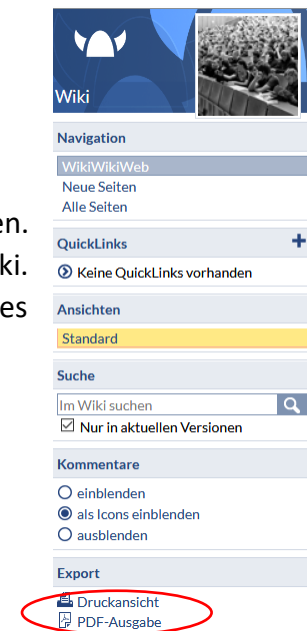 Wiki
Navigation
WikiWikiWeb
Neue Seiten
Alle Seiten
en.
QuickLinks
ki.
Keine QuickLinks vorhanden
es
Ansichten
Standard
Suche
Im Wiki suchen
Nur in aktuellen Versionen
Kommentare
einblenden
als Icons einblenden
ausblenden
Export
Druckansicht
PDF-Ausgabe